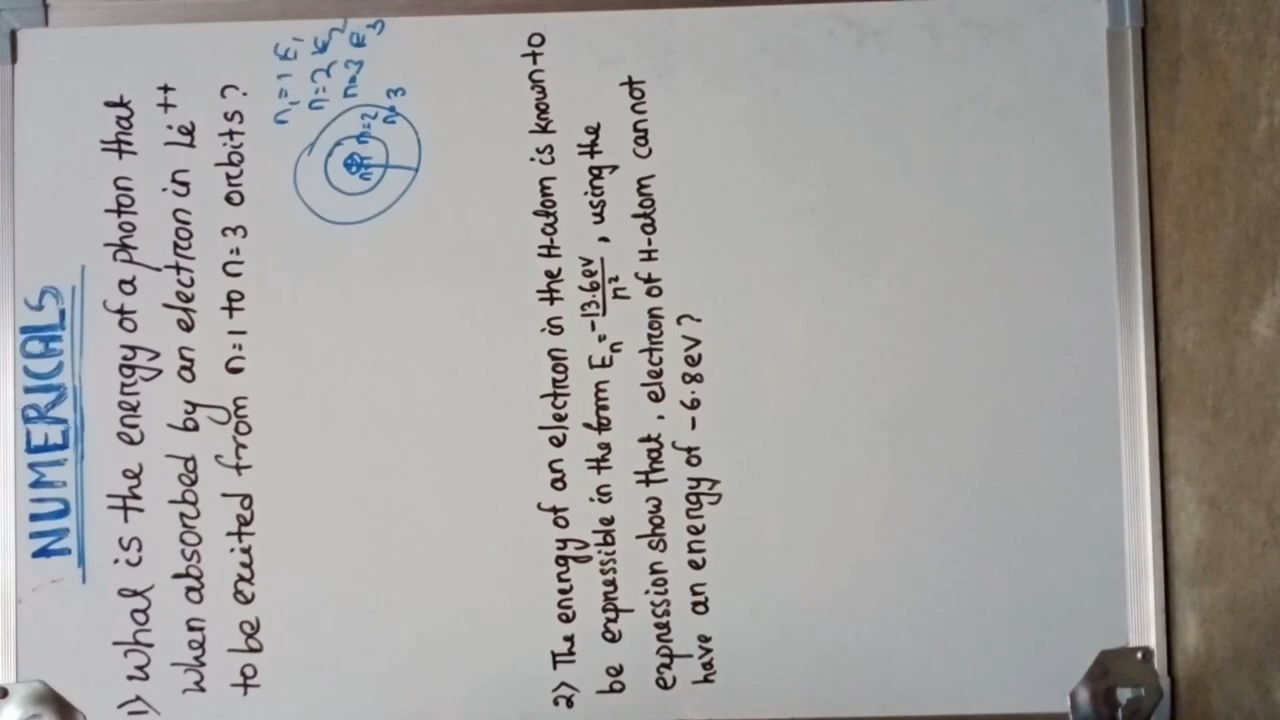 NUMERICALS
1) What is the energy of a photon that
when absorbed by an electron in Li++
to be excited from n=1 to n=3 orbits?
n₁=1 E₁
n=2 E₂
n=3 E₃
n=1 n=2
n=3
2) The energy of an electron in the H-atom is known to
be expressible in the form Eₙ = -13.6ev/n², using the
expression show that, electron of H-atom cannot
have an energy of -6.8ev?